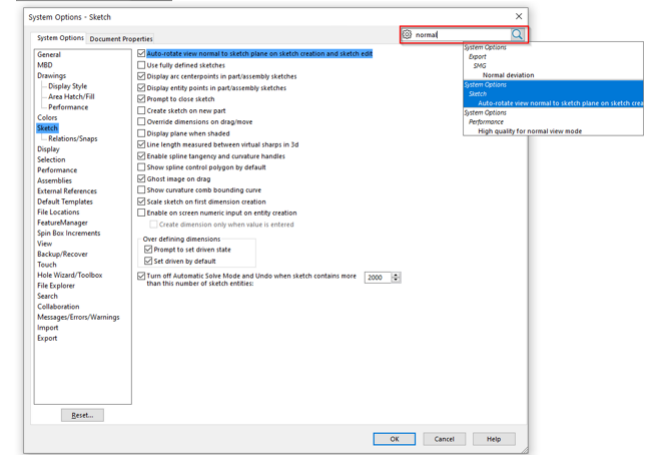 System Options - Sketch
System Options
Document Properties
normal
General
MBD
Drawings
Display Style
Area Hatch/Fill
Performance
Colors
Sketch
Relations/Snaps
Display
Selection
Performance
Assemblies
External References
Default Templates
File Locations
FeatureManager
Spin Box Increments
View
Backup/Recover
Touch
Hole Wizard/Toolbox
File Explorer
Search
Collaboration
Messages/Errors/Warnings
Import
Export
Reset...
Auto-rotate view normal to sketch plane on sketch creation and sketch edit
Use fully defined sketches
Display arc centerpoints in part/assembly sketches
Display entity points in part/assembly sketches
Prompt to close sketch
Create sketch on new part
Override dimensions on drag/move
Display plane when shaded
Line length measured between virtual sharps in 3d
Enable spline tangency and curvature handles
Show spline control polygon by default
Ghost image on drag
Show curvature comb bounding curve
Scale sketch on first dimension creation
Enable on screen numeric input on entity creation
Create dimension only when value is entered
Over defining dimensions
Prompt to set driven state
Set driven by default
Turn off Automatic Solve Mode and Undo when sketch contains more
than this number of sketch entities:
2000
System Options
Export
SMG
Normal deviation
System Options
Sketch
Auto-rotate view normal to sketch plane on sketch crea
System Options
Performance
High quality for normal view mode
OK
Cancel
Help